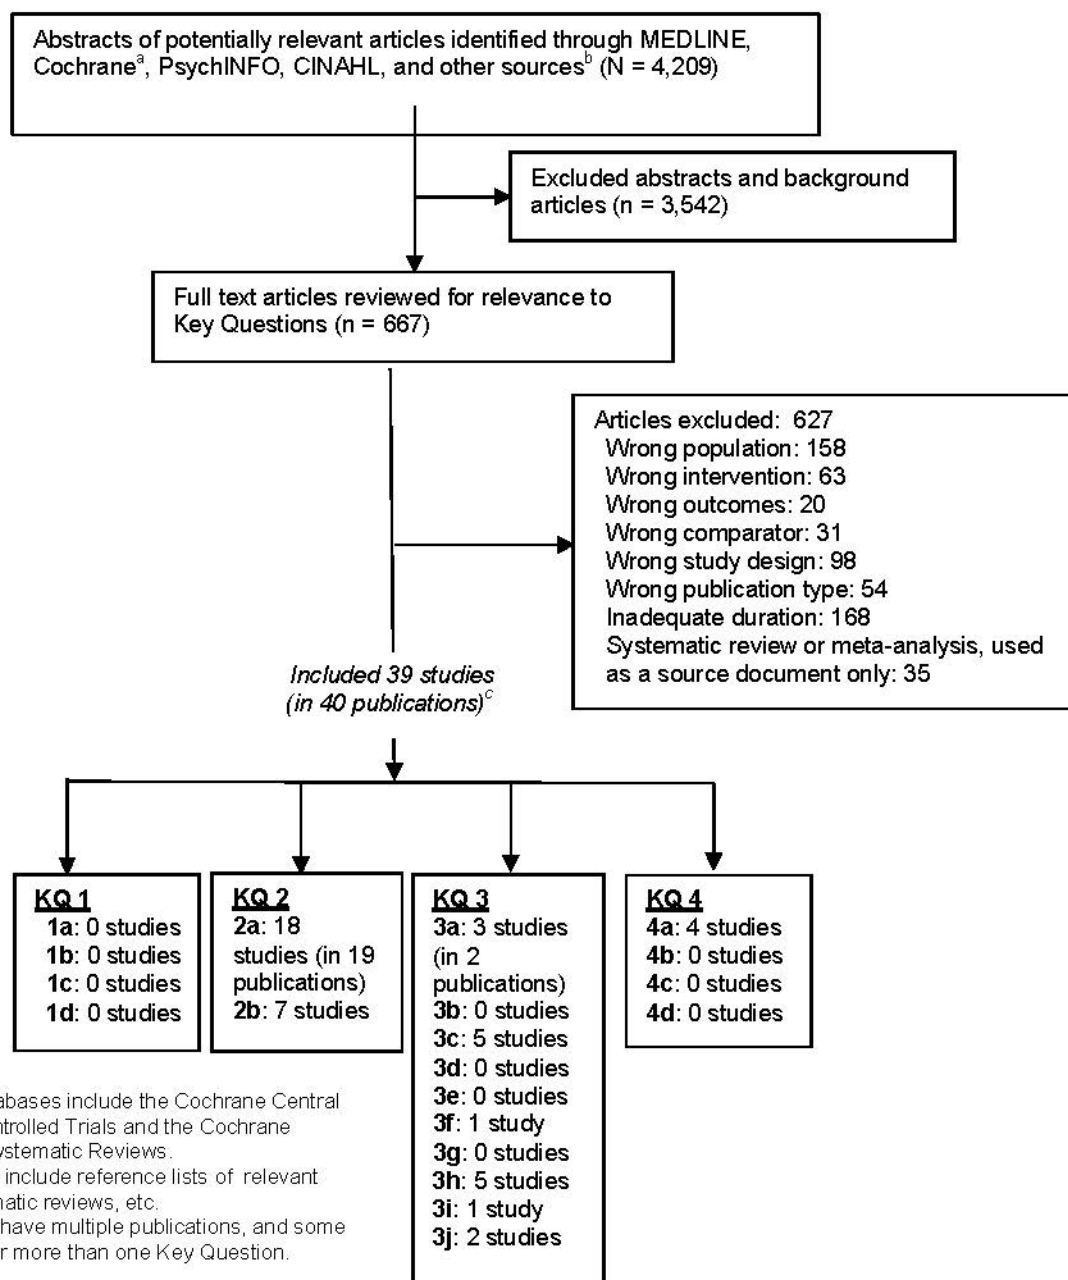 Abstracts of potentially relevant articles identified through MEDLINE,
Cochraneᵃ, PsychINFO, CINAHL, and other sourcesᵇ (N = 4,209)
Excluded abstracts and background
articles (n = 3,542)
Full text articles reviewed for relevance to
Key Questions (n = 667)
Articles excluded: 627
Wrong population: 158
Wrong intervention: 63
Wrong outcomes: 20
Wrong comparator: 31
Wrong study design: 98
Wrong publication type: 54
Inadequate duration: 168
Systematic review or meta-analysis, used
as a source document only: 35
Included 39 studies
(in 40 publications)ᶜ
KQ 1
1a: 0 studies
1b: 0 studies
1c: 0 studies
1d: 0 studies
KQ 2
2a: 18
studies (in 19
publications)
2b: 7 studies
KQ 3
3a: 3 studies
(in 2
publications)
3b: 0 studies
3c: 5 studies
3d: 0 studies
3e: 0 studies
3f: 1 study
3g: 0 studies
3h: 5 studies
3i: 1 study
3j: 2 studies
KQ 4
4a: 4 studies
4b: 0 studies
4c: 0 studies
4d: 0 studies
include the Cochrane Central
Trials and the Cochrane
Reviews.
include reference lists of relevant
reviews, etc.
have multiple publications, and some
more than one Key Question.